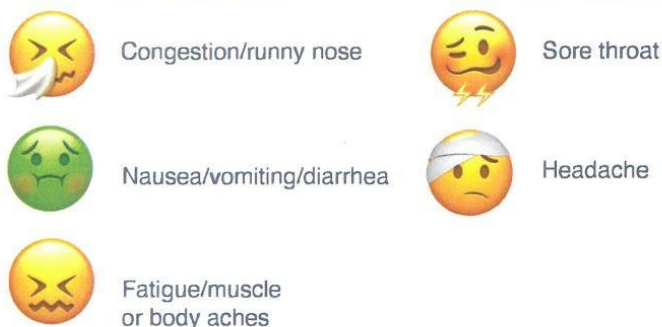 Congestion/runny nose
Sore throat
Nausea/vomiting/diarrhea
Headache
Fatigue/muscle
or body aches